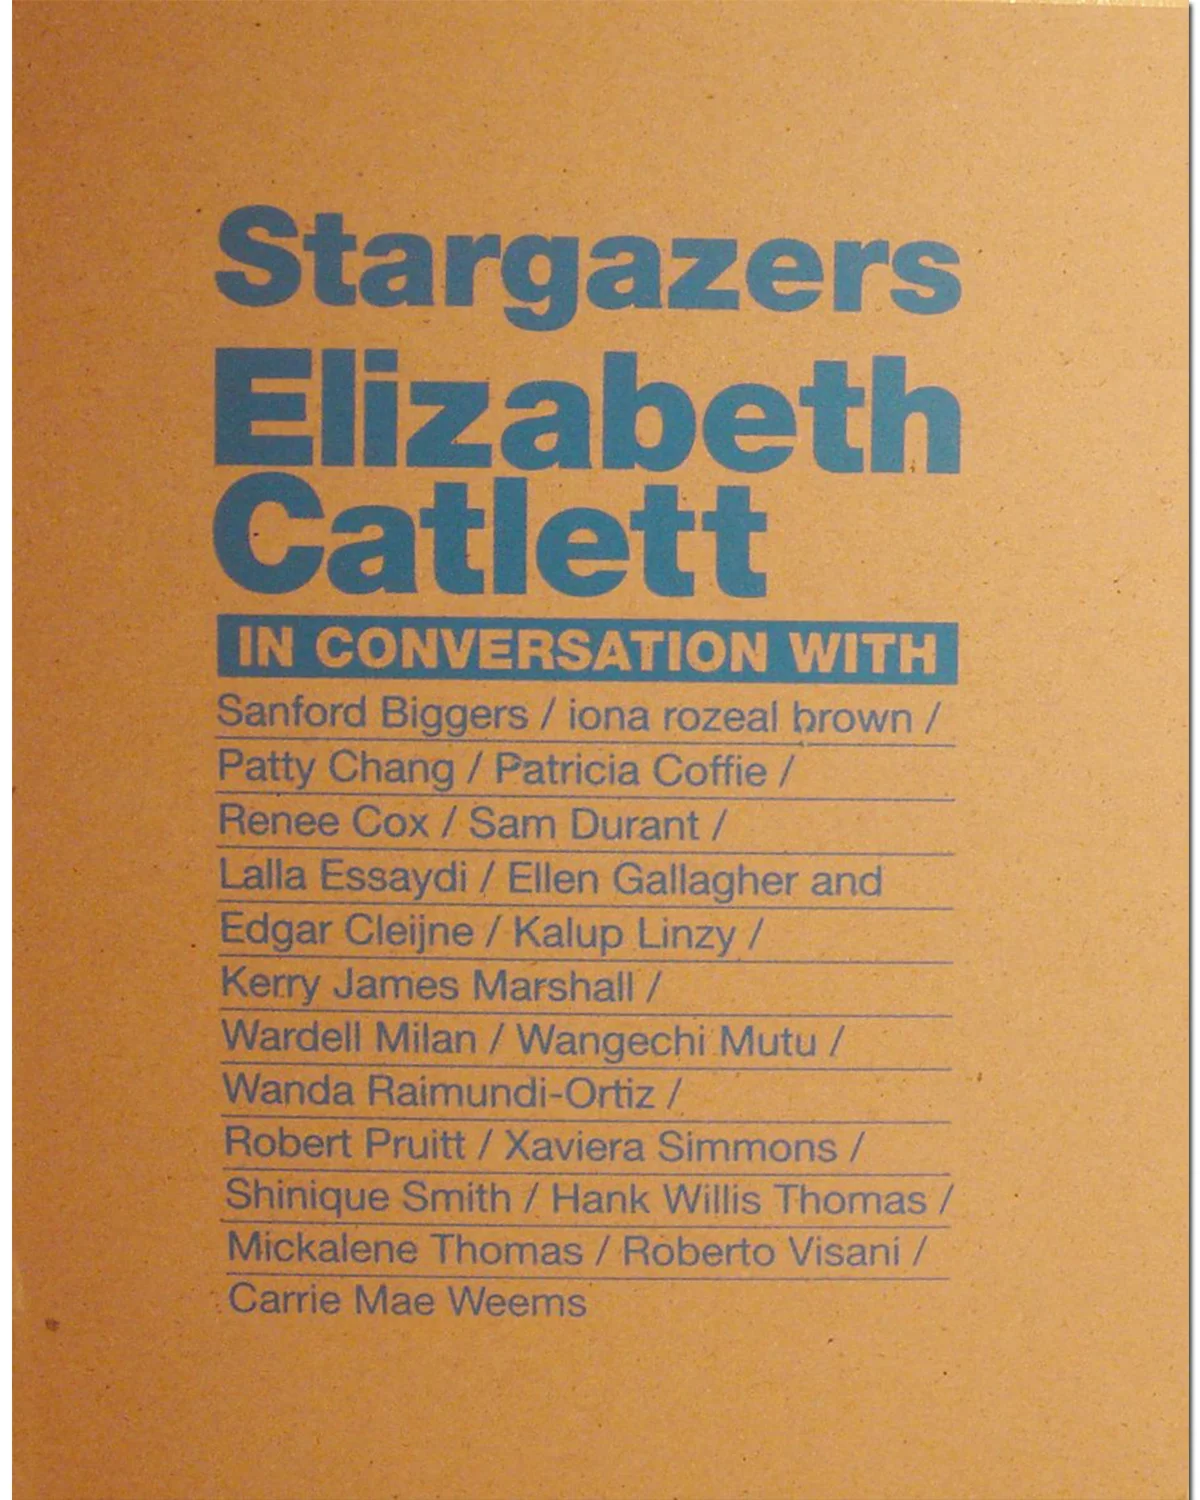 Stargazers
Elizabeth
Catlett
IN CONVERSATION WITH
Sanford Biggers / iona rozeal brown /
Patty Chang / Patricia Coffie /
Renee Cox / Sam Durant /
Lalla Essaydi / Ellen Gallagher and
Edgar Cleijne / Kalup Linzy /
Kerry James Marshall /
Wardell Milan / Wangechi Mutu /
Wanda Raimundi-Ortiz /
Robert Pruitt / Xaviera Simmons /
Shinique Smith / Hank Willis Thomas /
Mickalene Thomas / Roberto Visani /
Carrie Mae Weems